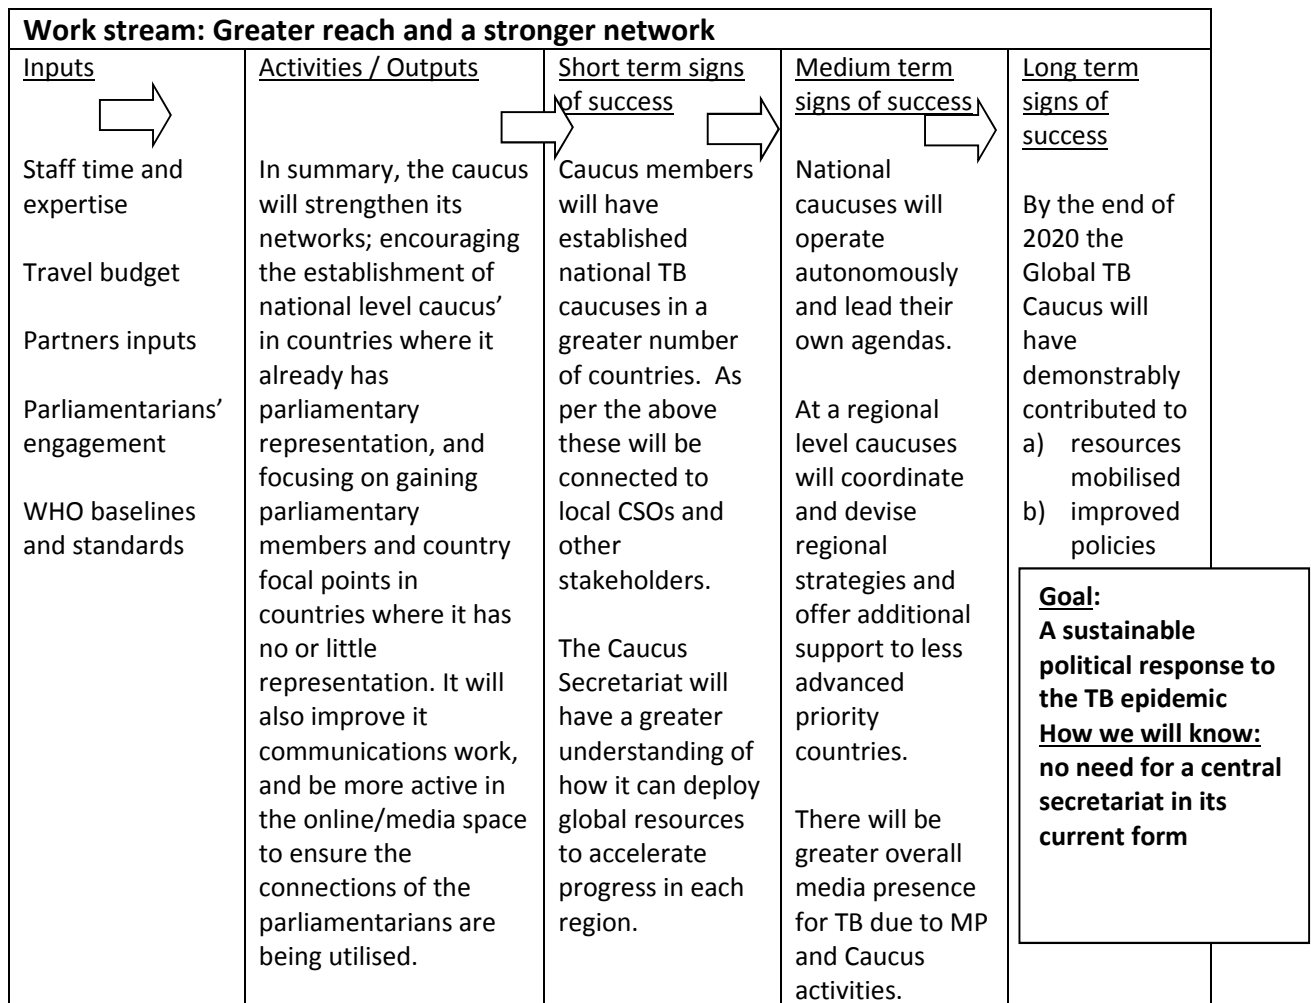 Work stream: Greater reach and a stronger network
Inputs
Staff time and
expertise
Travel budget
Partners inputs
Parliamentarians’
engagement
WHO baselines
and standards
Activities / Outputs
In summary, the caucus
will strengthen its
networks; encouraging
the establishment of
national level caucus’
in countries where it
already has
parliamentary
representation, and
focusing on gaining
parliamentary
members and country
focal points in
countries where it has
no or little
representation. It will
also improve it
communications work,
and be more active in
the online/media space
to ensure the
connections of the
parliamentarians are
being utilised.
Short term signs
of success
Caucus members
will have
established
national TB
caucuses in a
greater number
of countries.  As
per the above
these will be
connected to
local CSOs and
other
stakeholders.
The Caucus
Secretariat will
have a greater
understanding of
how it can deploy
global resources
to accelerate
progress in each
region.
Medium term
signs of success
National
caucuses will
operate
autonomously
and lead their
own agendas.
At a regional
level caucuses
will coordinate
and devise
regional
strategies and
offer additional
support to less
advanced
priority
countries.
There will be
greater overall
media presence
for TB due to MP
and Caucus
activities.
Long term
signs of
success
By the end of
2020 the
Global TB
Caucus will
have
demonstrably
contributed to
a) resources
mobilised
b) improved
policies
Goal:
A sustainable
political response to
the TB epidemic
How we will know:
no need for a central
secretariat in its
current form